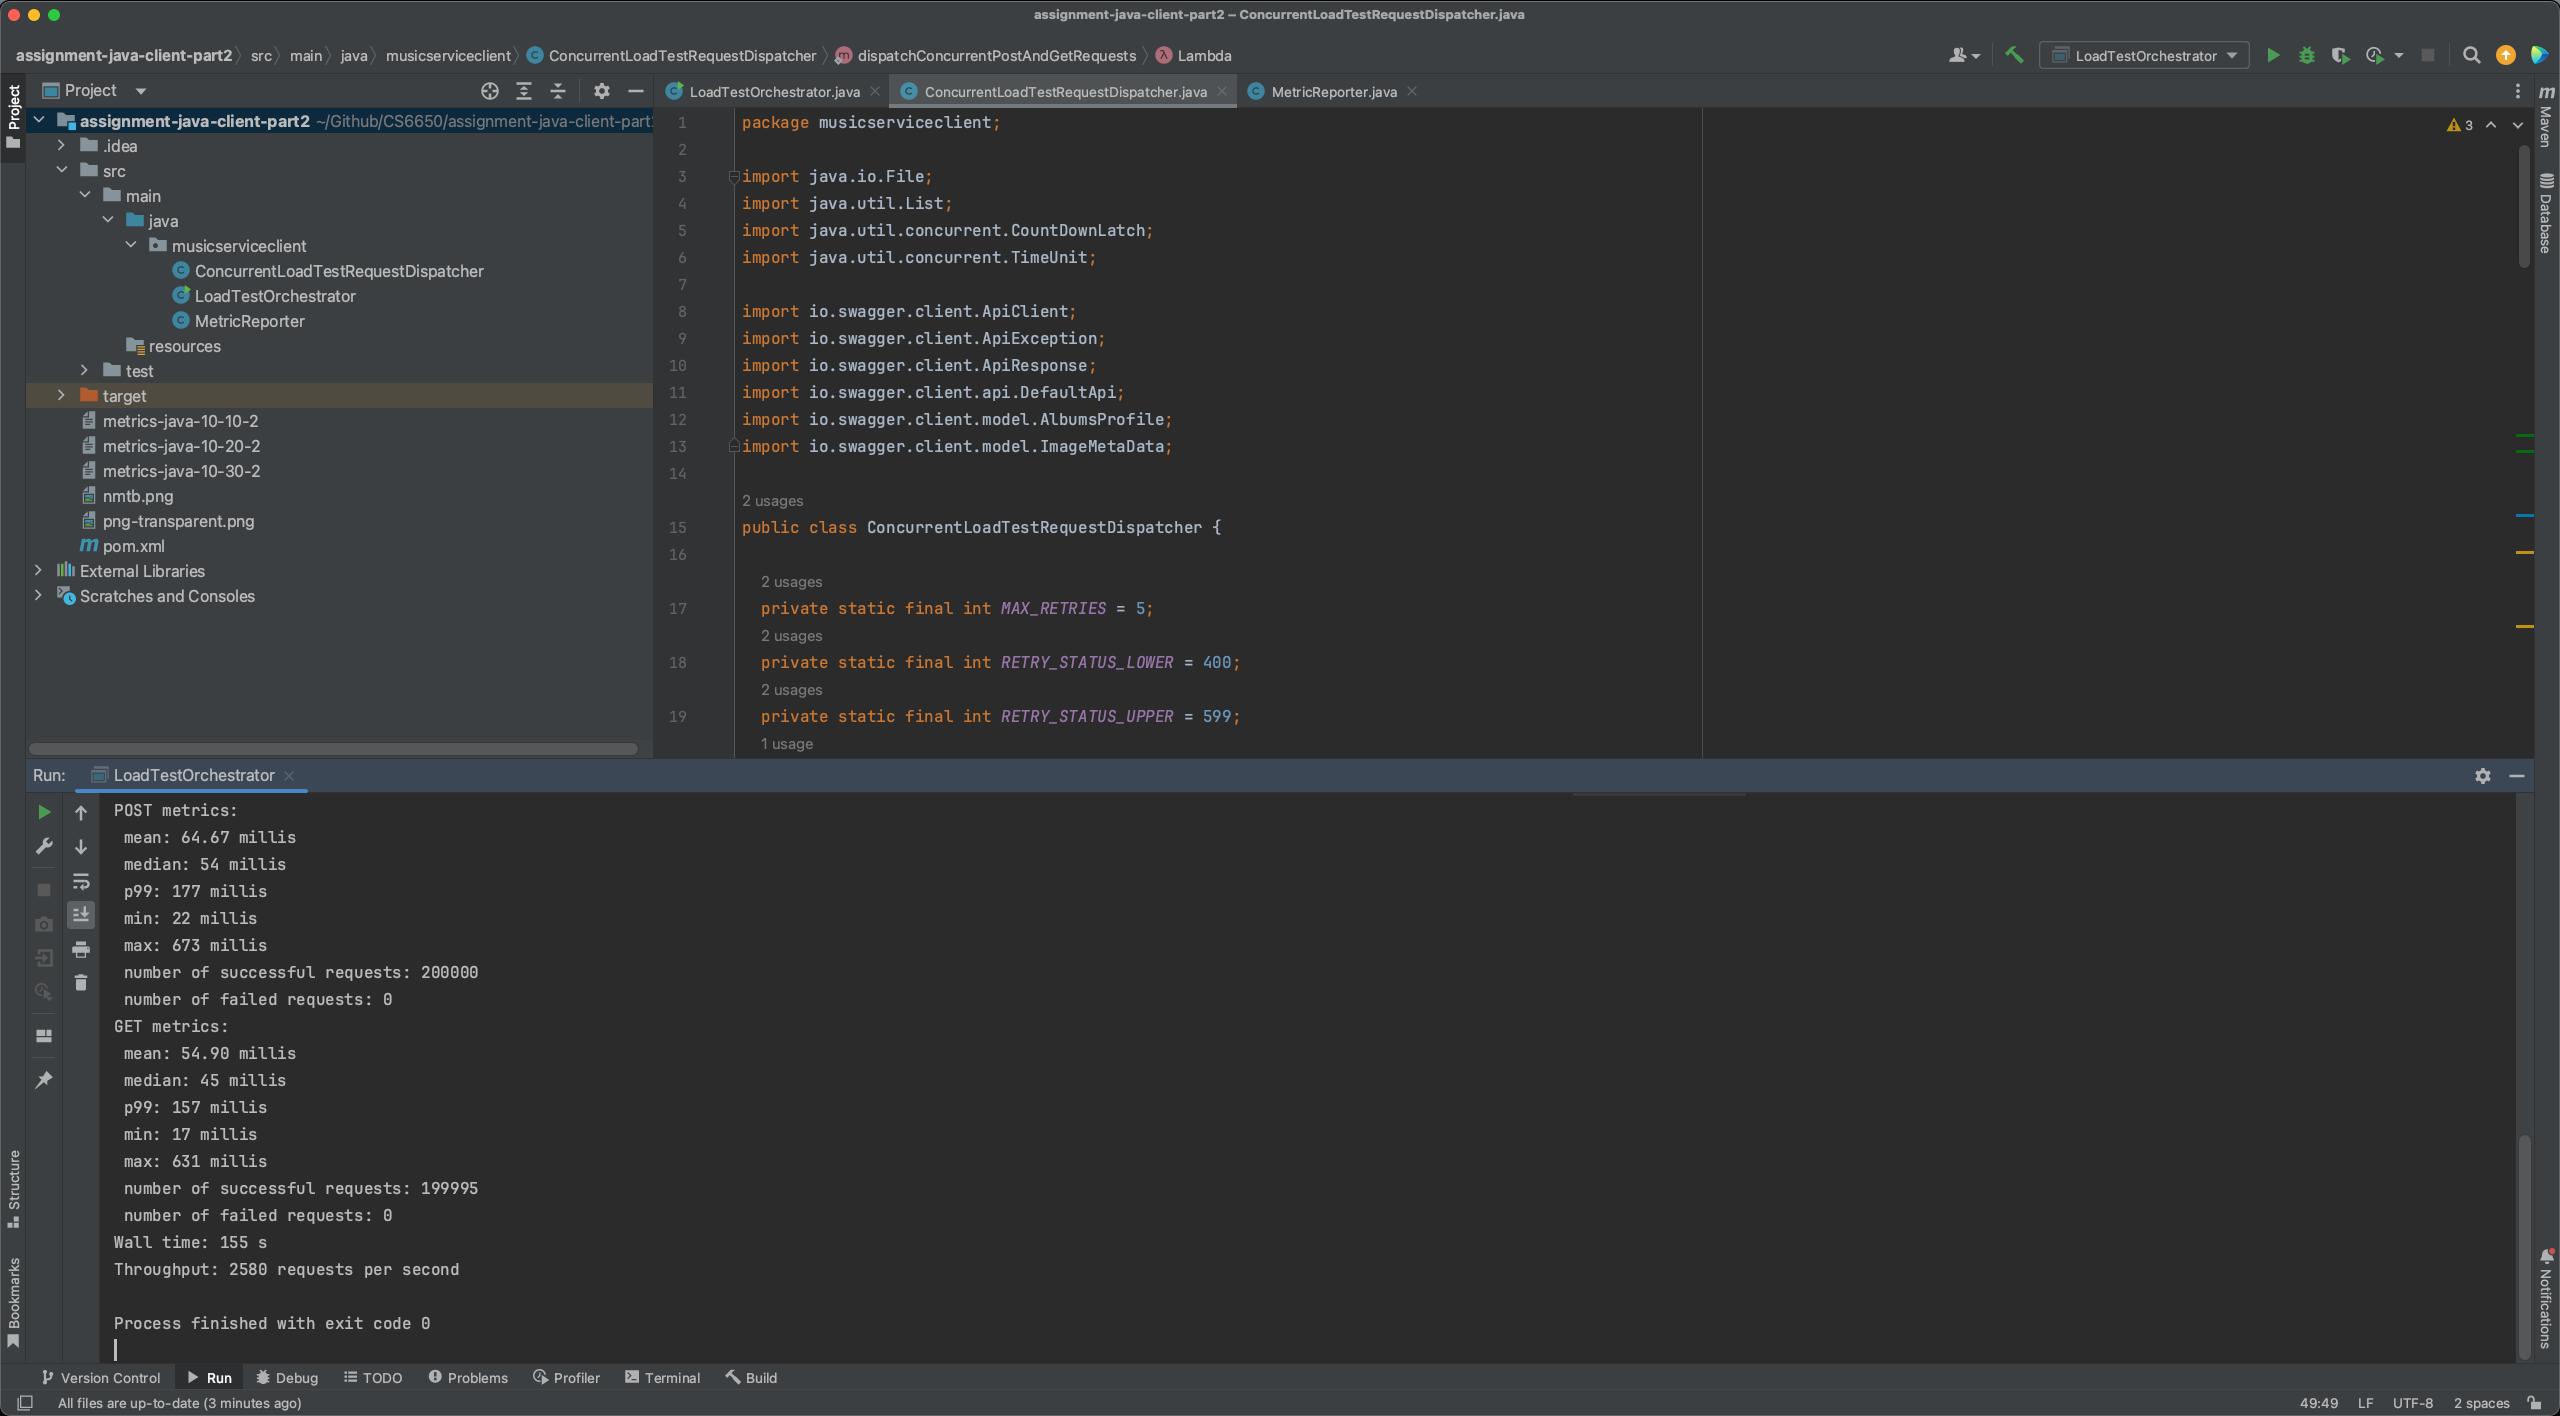 assignment-java-client-part2 – ConcurrentLoadTestRequestDispatcher.java
assignment-java-client-part2 src main java musicserviceclient ConcurrentLoadTestRequestDispatcher dispatchConcurrentPostAndGetRequests Lambda
LoadTestOrchestrator
Project
Project
LoadTestOrchestrator.java
ConcurrentLoadTestRequestDispatcher.java
MetricReporter.java
Maven
Database
assignment-java-client-part2 ~/Github/CS6650/assignment-java-client-part
.idea
src
main
java
musicserviceclient
ConcurrentLoadTestRequestDispatcher
LoadTestOrchestrator
MetricReporter
resources
test
target
metrics-java-10-10-2
metrics-java-10-20-2
metrics-java-10-30-2
nmtb.png
png-transparent.png
pom.xml
External Libraries
Scratches and Consoles
3
1 package musicserviceclient;
2
3 import java.io.File;
4 import java.util.List;
5 import java.util.concurrent.CountDownLatch;
6 import java.util.concurrent.TimeUnit;
7
8 import io.swagger.client.ApiClient;
9 import io.swagger.client.ApiException;
10 import io.swagger.client.ApiResponse;
11 import io.swagger.client.api.DefaultApi;
12 import io.swagger.client.model.AlbumsProfile;
13 import io.swagger.client.model.ImageMetaData;
14
2 usages
15 public class ConcurrentLoadTestRequestDispatcher {
16
2 usages
17 private static final int MAX_RETRIES = 5;
2 usages
18 private static final int RETRY_STATUS_LOWER = 400;
2 usages
19 private static final int RETRY_STATUS_UPPER = 599;
1 usage
Run: LoadTestOrchestrator
POST metrics:
mean: 64.67 millis
median: 54 millis
p99: 177 millis
min: 22 millis
max: 673 millis
number of successful requests: 200000
number of failed requests: 0
GET metrics:
mean: 54.90 millis
median: 45 millis
p99: 157 millis
min: 17 millis
max: 631 millis
number of successful requests: 199995
number of failed requests: 0
Wall time: 155 s
Throughput: 2580 requests per second
Process finished with exit code 0
Structure
Bookmarks
Notifications
Version Control Run Debug TODO Problems Profiler Terminal Build
All files are up-to-date (3 minutes ago)
49:49 LF UTF-8 2 spaces